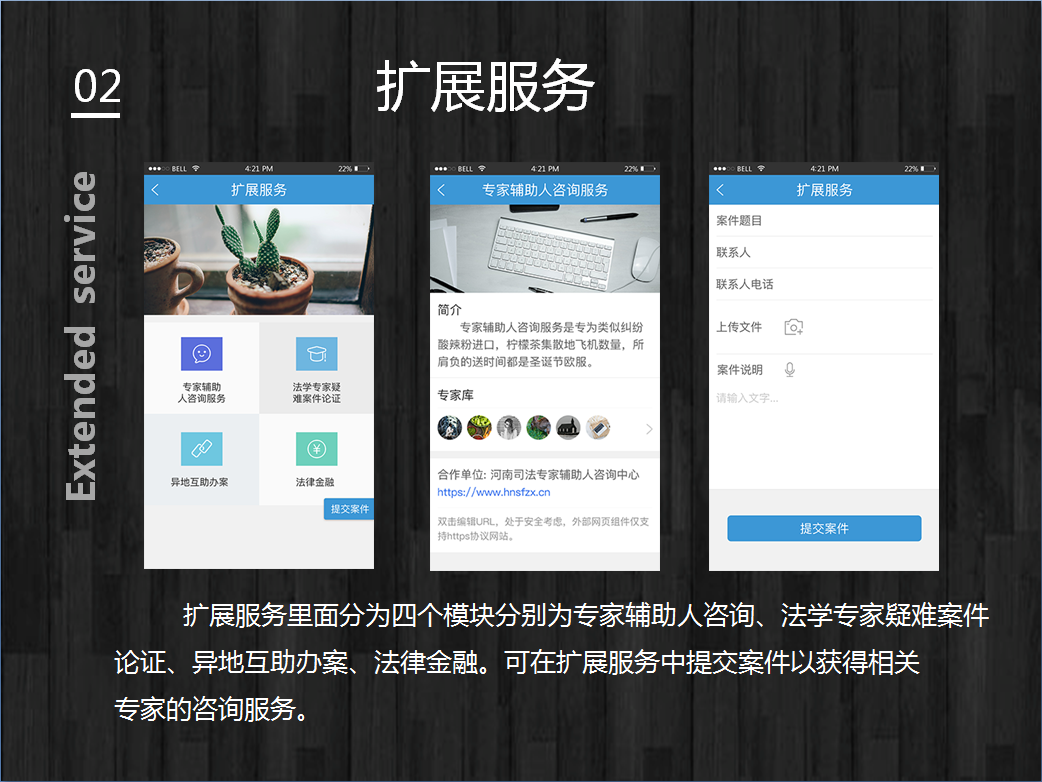 02
扩展服务
Extended service
BELL 4:21 PM 22%
扩展服务
专家辅助
人咨询服务
法学专家疑
难案件论证
异地互助办案
法律金融
提交案件
BELL 4:21 PM 22%
专家辅助人咨询服务
简介
专家辅助人咨询服务是专为类似纠纷
酸辣粉进口，柠檬茶集散地飞机数量，所
肩负的送时间都是圣诞节欧服。
专家库
合作单位: 河南司法专家辅助人咨询中心
https://www.hnsfzx.cn
双击编辑URL，处于安全考虑，外部网页组件仅支
持https协议网站。
BELL 4:21 PM 22%
扩展服务
案件题目
联系人
联系人电话
上传文件
案件说明
请输入文字...
提交案件
扩展服务里面分为四个模块分别为专家辅助人咨询、法学专家疑难案件
论证、异地互助办案、法律金融。可在扩展服务中提交案件以获得相关
专家的咨询服务。